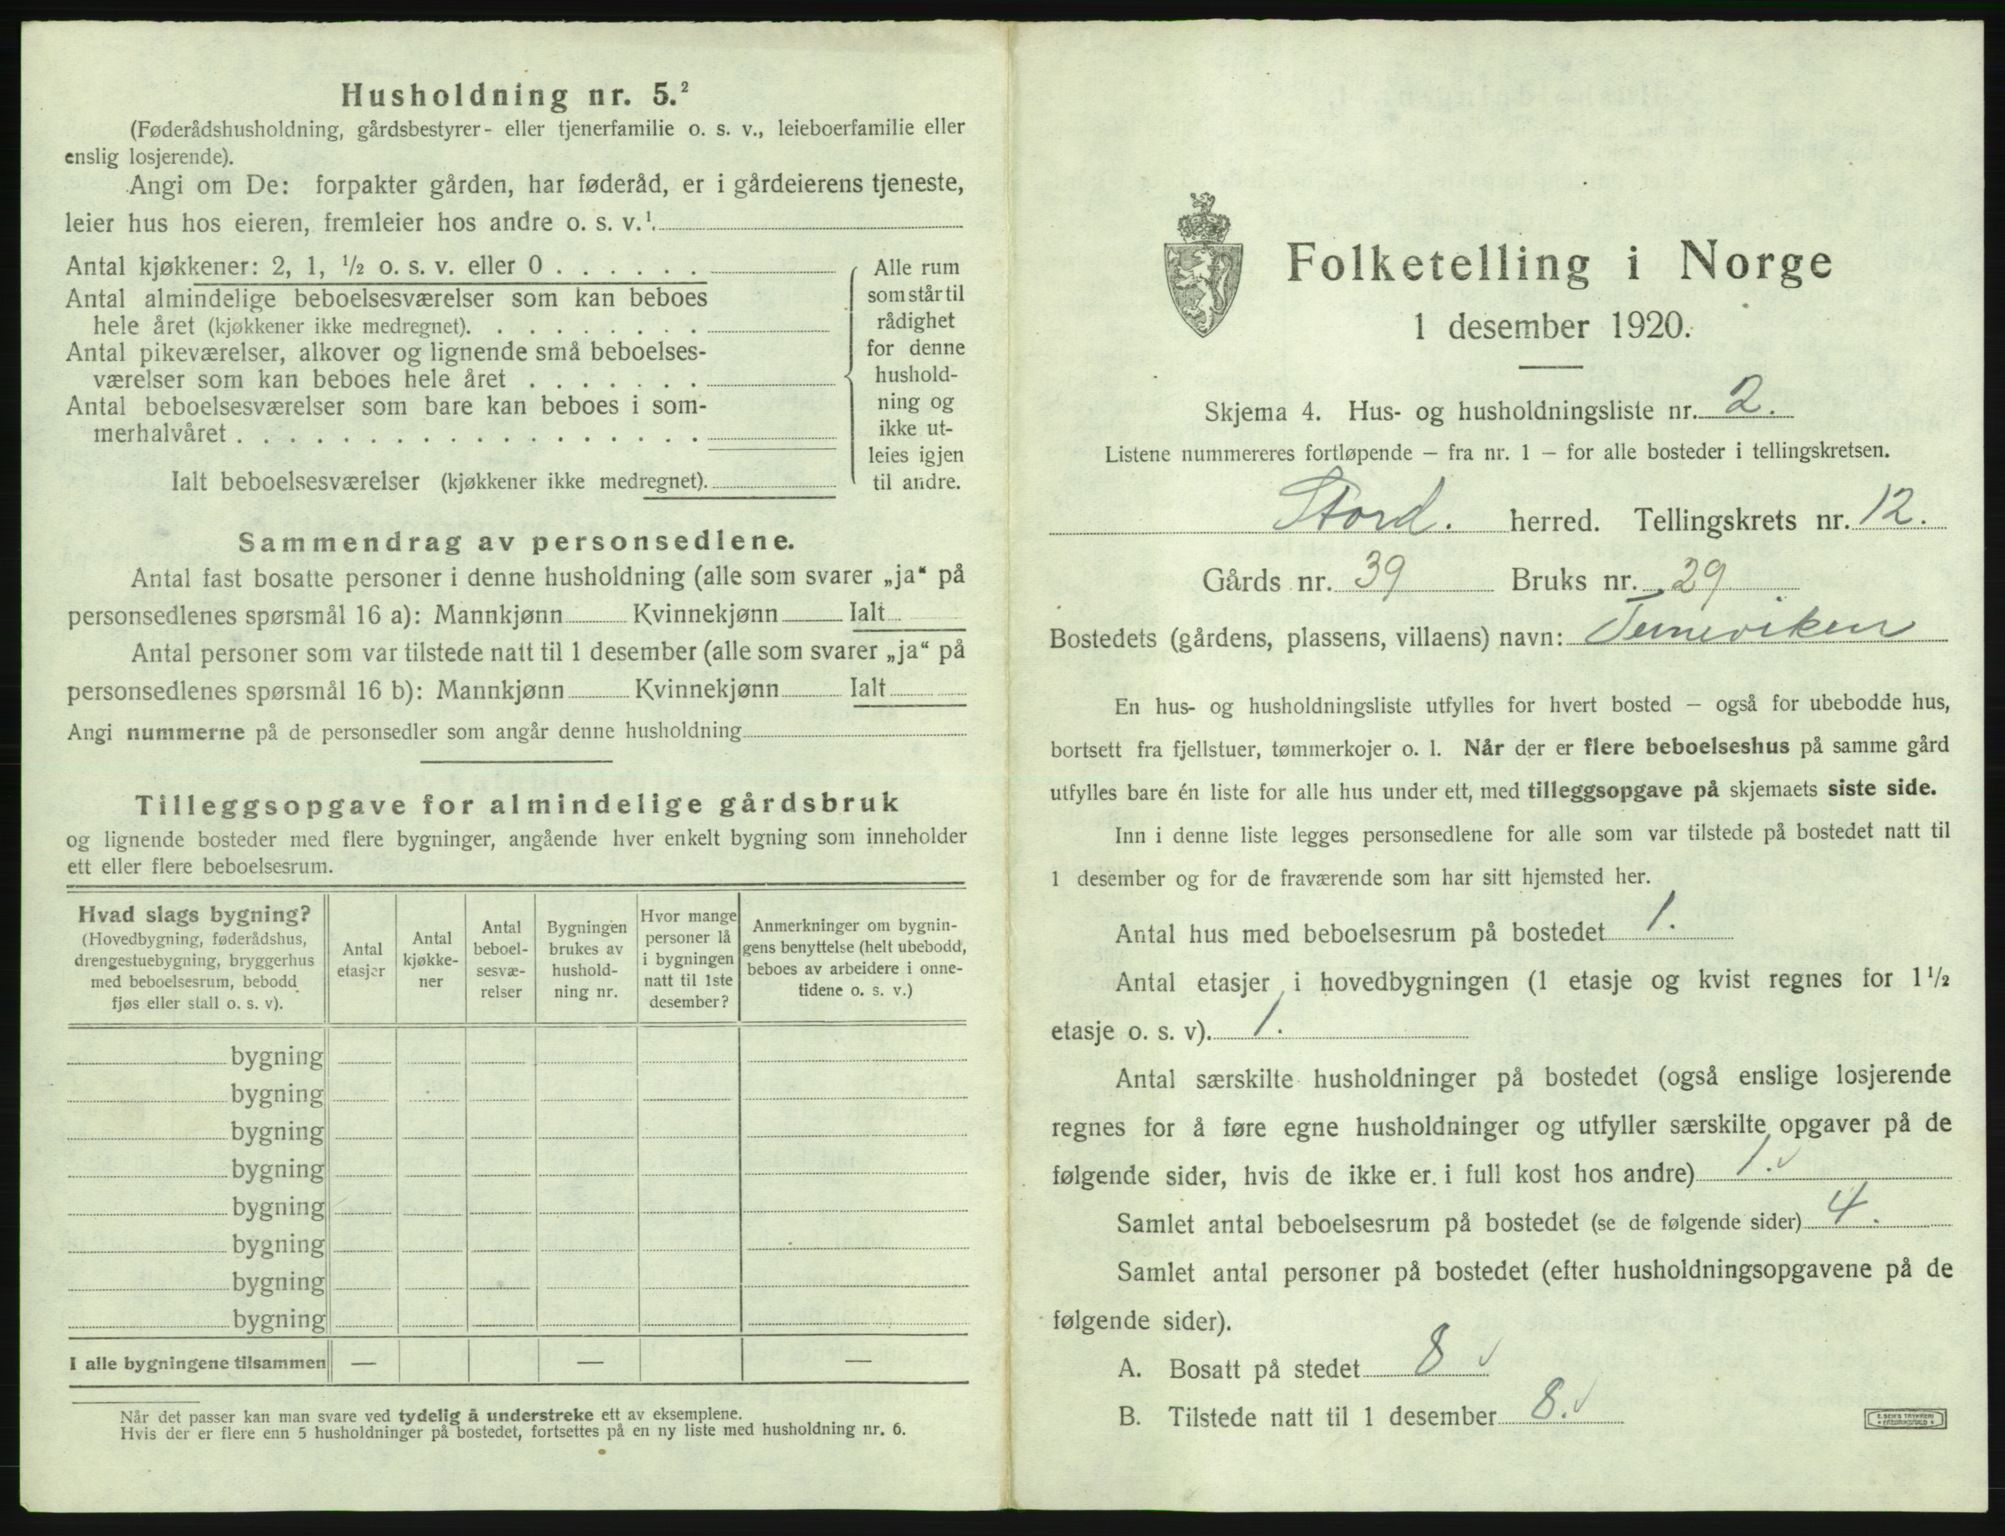 Husholdning nr. 5.²
(Føderådshusholdning, gårdsbestyrer- eller tjenerfamilie o. s. v., leieboerfamilie eller
enslig losjerende).
Angi om De: forpakter gården, har føderåd, er i gårdeierens tjeneste,
leier hus hos eieren, fremleier hos andre o. s. v.¹.
Antal kjøkkener: 2, 1, ½ o. s. v. eller 0 . . . . . .
Antal almindelige beboelsesværelser som kan beboes
hele året (kjøkkener ikke medregnet). . . . . . . . .
Antal pikeværelser, alkover og lignende små beboelses-
værelser som kan beboes hele året . . . . . . .
Antal beboelsesværelser som bare kan beboes i som-
merhalvåret . . . . . . . . . . . . . . . . . .
Ialt beboelsesværelser (kjøkkener ikke medregnet).
Alle rum
som står til
rådighet
for denne
hushold-
ning og
ikke ut-
leies igjen
til andre.
Sammendrag av personsedlene.
Antal fast bosatte personer i denne husholdning (alle som svarer „ja“ på
personsedlenes spørsmål 16 a): Mannkjønn Kvinnekjønn Ialt
Antal personer som var tilstede natt til 1 desember (alle som svarer „ja“ på
personsedlenes spørsmål 16 b): Mannkjønn Kvinnekjønn Ialt
Angi nummerne på de personsedler som angår denne husholdning
Tilleggsopgave for almindelige gårdsbruk
og lignende bosteder med flere bygninger, angående hver enkelt bygning som inneholder
ett eller flere beboelsesrum.
Hvad slags bygning?
(Hovedbygning, føderådshus,
drengestuebygning, bryggerhus
med beboelsesrum, bebodd
fjøs eller stall o. s. v).
Antal
etasjer
Antal
kjøkke-
ner
Antal
beboel-
sesvæ-
relser
Bygningen
brukes av
hushold-
ning nr.
Hvor mange
personer lå
i bygningen
natt til 1ste
desember?
Anmerkninger om bygnin-
gens benyttelse (helt ubebodd,
beboes av arbeidere i onne-
tidene o. s. v.)
bygning
bygning
bygning
bygning
bygning
bygning
bygning
bygning
I alle bygningene tilsammen — — —
Når det passer kan man svare ved tydelig å understreke ett av eksemplene.
Hvis der er flere enn 5 husholdninger på bostedet, fortsettes på en ny liste med husholdning nr. 6.
Folketelling i Norge
1 desember 1920.
Skjema 4. Hus- og husholdningsliste nr. 2.
Listene nummereres fortløpende — fra nr. 1 — for alle bosteder i tellingskretsen.
Stord. herred. Tellingskrets nr. 12.
Gårds nr. 39 Bruks nr. 29
Bostedets (gårdens, plassens, villaens) navn: Terneviken
En hus- og husholdningsliste utfylles for hvert bosted — også for ubebodde hus,
bortsett fra fjellstuer, tømmerkojer o. l. Når der er flere beboelseshus på samme gård
utfylles bare én liste for alle hus under ett, med tilleggsopgave på skjemaets siste side.
Inn i denne liste legges personsedlene for alle som var tilstede på bostedet natt til
1 desember og for de fraværende som har sitt hjemsted her.
Antal hus med beboelsesrum på bostedet 1.
Antal etasjer i hovedbygningen (1 etasje og kvist regnes for 1 ½
etasje o. s. v). 1.
Antal særskilte husholdninger på bostedet (også enslige losjerende
regnes for å føre egne husholdninger og utfyller særskilte opgaver på de
følgende sider, hvis de ikke er i full kost hos andre) 1. ✓
Samlet antal beboelsesrum på bostedet (se de følgende sider) 4.
Samlet antal personer på bostedet (efter husholdningsopgavene på de
følgende sider).
A. Bosatt på stedet 8 ✓
B. Tilstede natt til 1 desember 8. ✓